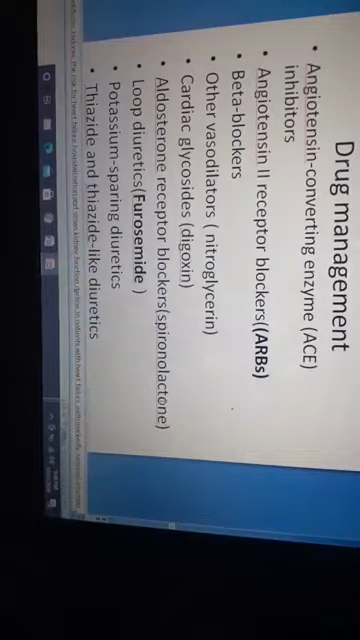 Drug management
• Angiotensin-converting enzyme (ACE)
inhibitors
• Angiotensin II receptor blockers((ARBs)
• Beta-blockers
• Other vasodilators ( nitroglycerin)
• Cardiac glycosides (digoxin)
• Aldosterone receptor blockers(spironolactone)
• Loop diuretics(Furosemide )
• Potassium-sparing diuretics
• Thiazide and thiazide-like diuretics